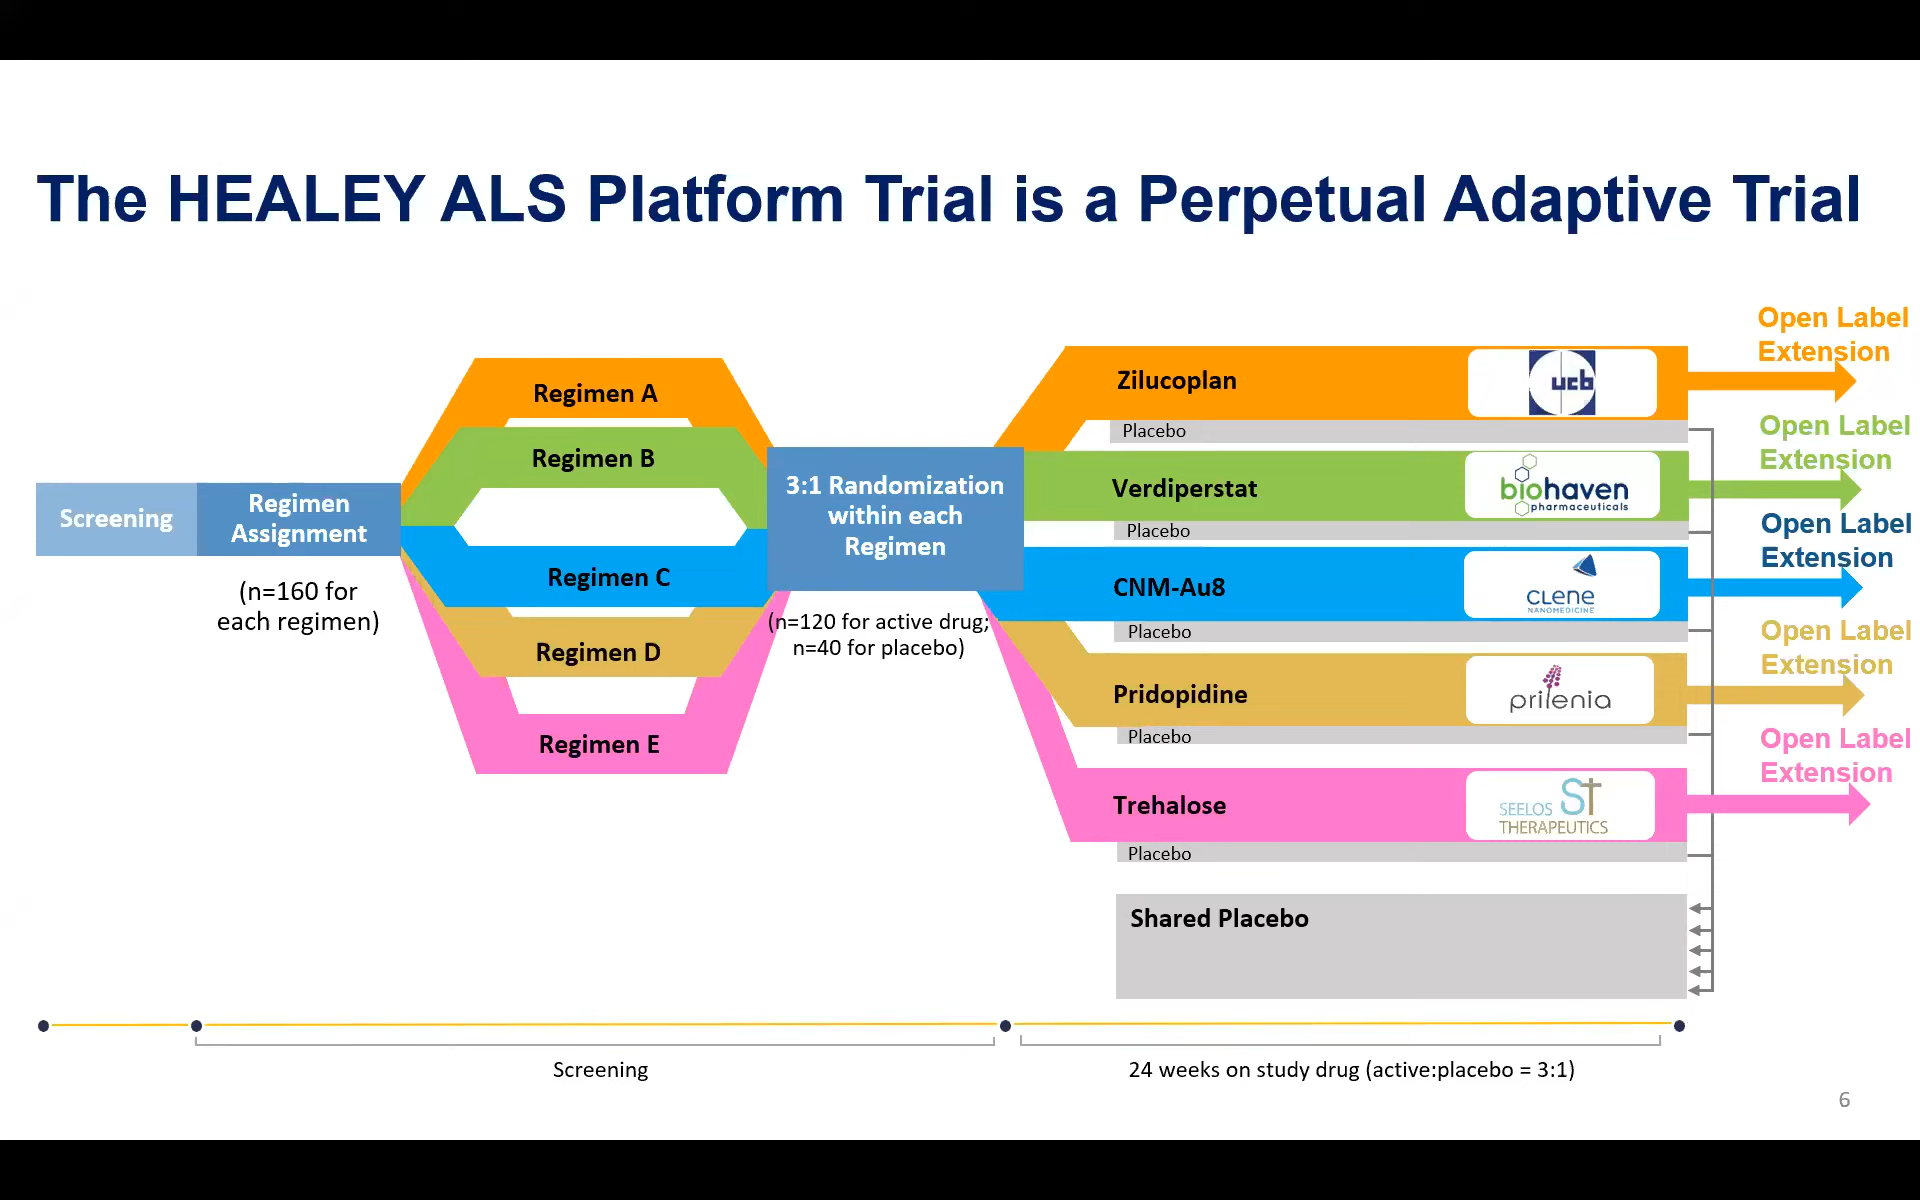 The HEALEY ALS Platform Trial is a Perpetual Adaptive Trial
Screening
Regimen
Assignment
(n=160 for
each regimen)
Regimen A
Regimen B
Regimen C
Regimen D
Regimen E
3:1 Randomization
within each
Regimen
(n=120 for active drug;
n=40 for placebo)
Zilucoplan
ucb
Placebo
Open Label
Extension
Verdiperstat
biohaven
pharmaceuticals
Placebo
Open Label
Extension
CNM-Au8
CLENE
NANOMEDICINE
Placebo
Open Label
Extension
Pridopidine
prilenia
Placebo
Open Label
Extension
Trehalose
SEELOS ST
THERAPEUTICS
Placebo
Open Label
Extension
Shared Placebo
Screening
24 weeks on study drug (active:placebo = 3:1)
6